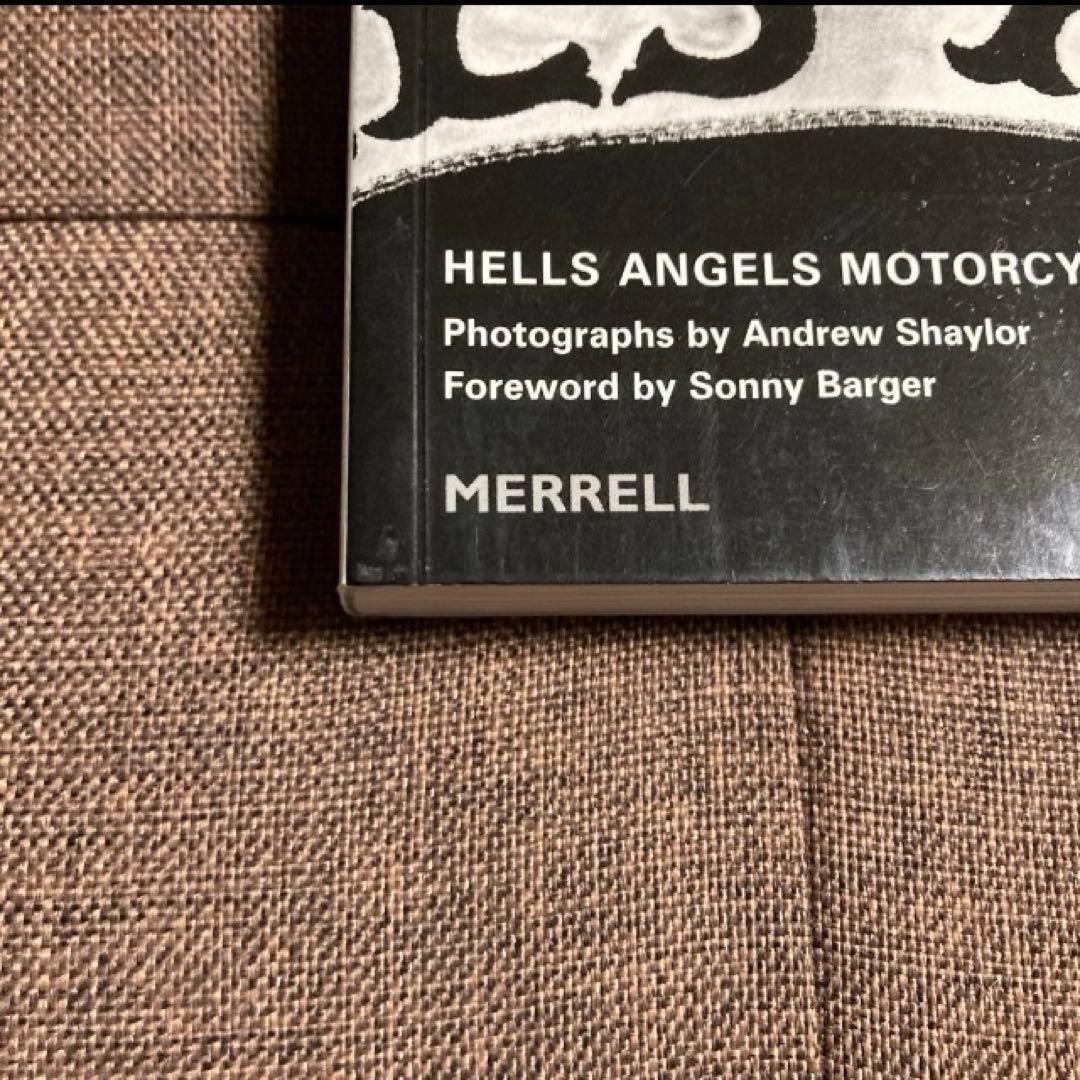 HELLS ANGELS MOTORCY
Photographs by Andrew Shaylor
Foreword by Sonny Barger
MERRELL